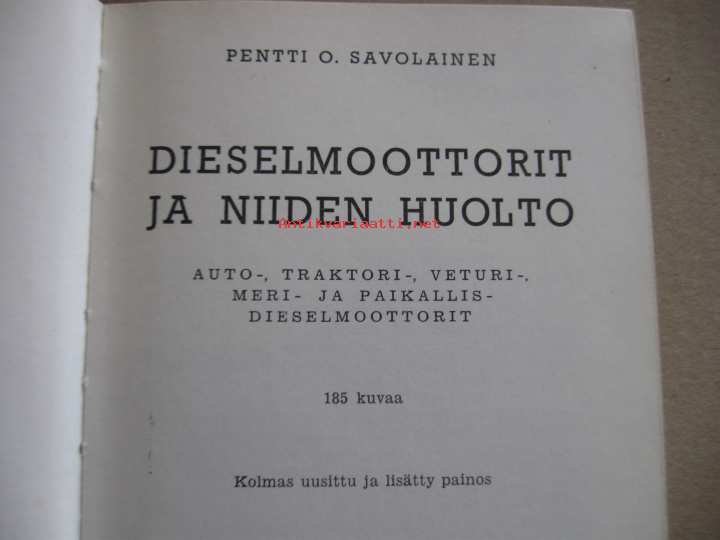 PENTTI O. SAVOLAINEN
DIESELMOOTTORIT
JA NIIDEN HUOLTO
Antikvariaatti.net
AUTO-, TRAKTORI-, VETURI-,
MERI- JA PAIKALLIS-
DIESELMOOTTORIT
185 kuvaa
Kolmas uusittu ja lisätty painos